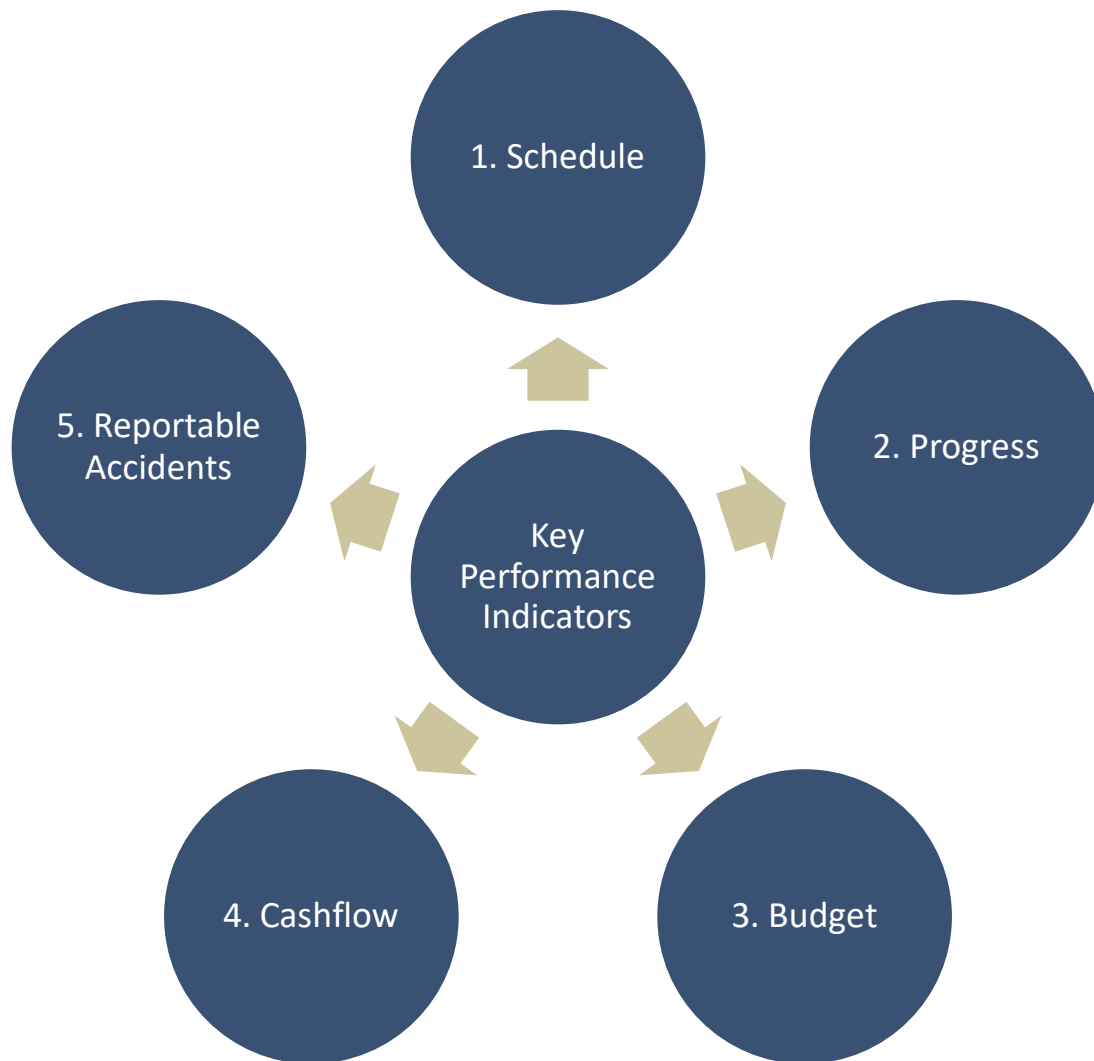 1. Schedule
5. Reportable
Accidents
2. Progress
Key
Performance
Indicators
4. Cashflow
3. Budget